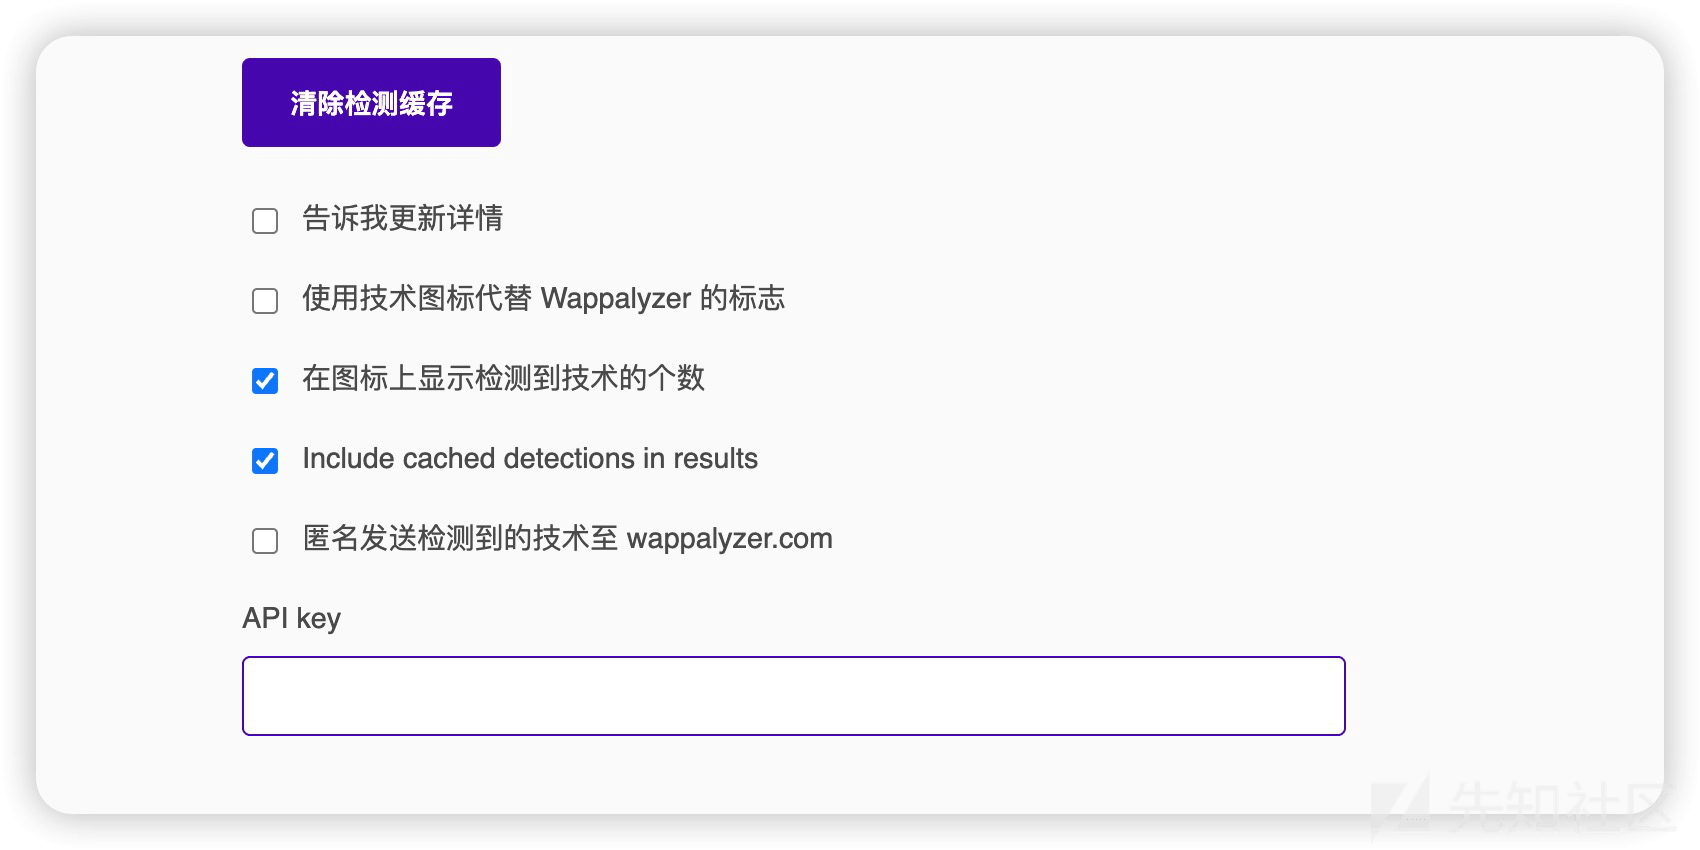 清除检测缓存
告诉我更新详情
使用技术图标代替 Wappalyzer 的标志
在图标上显示检测到技术的个数
Include cached detections in results
匿名发送检测到的技术至 wappalyzer.com
API key
先知社区